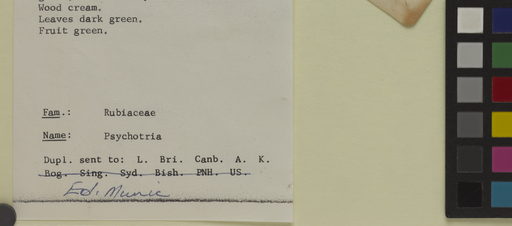 Wood cream.
Leaves dark green.
Fruit green.
Fam.: Rubiaceae
Name: Psychotria
Dupl. sent to: L. Bri. Canb. A. K.
Bog. Sing. Syd. Bish. PNH. US.
Ed.